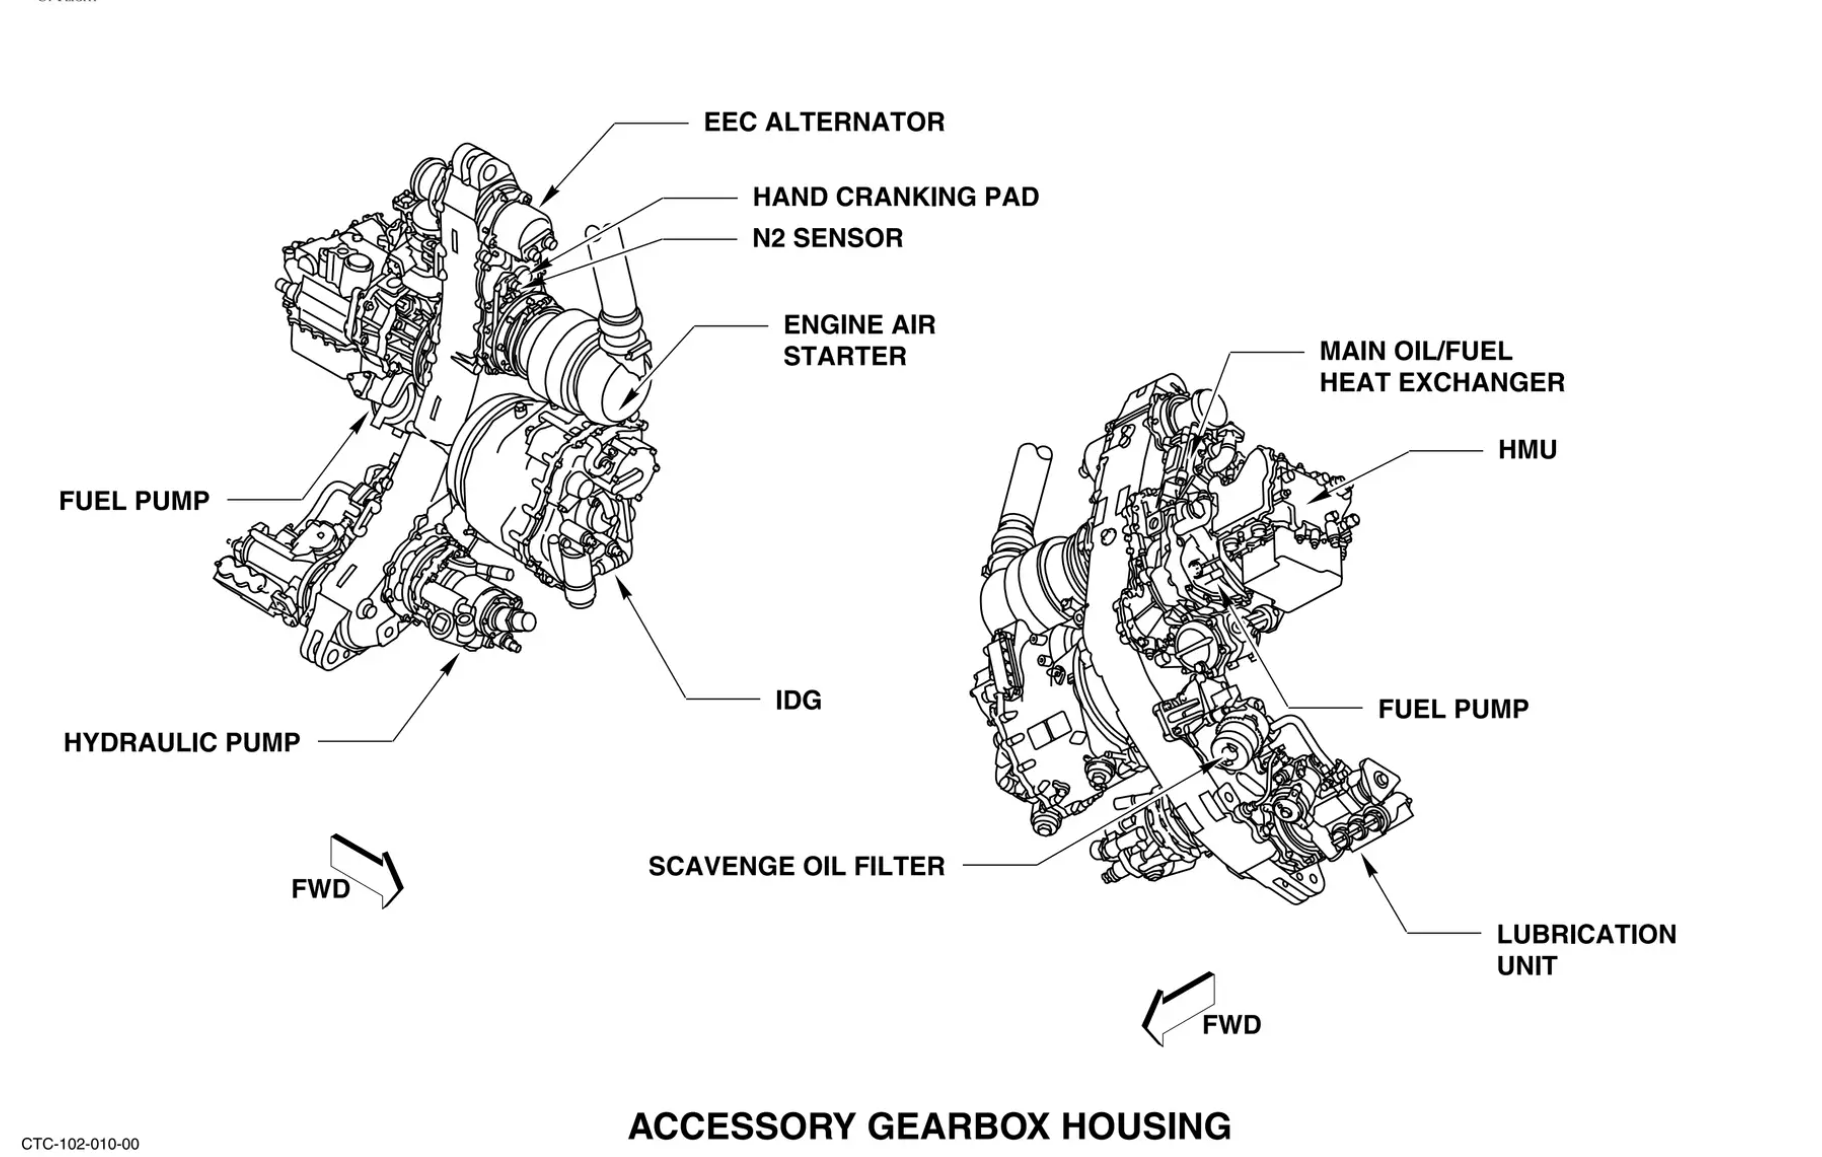 EEC ALTERNATOR
HAND CRANKING PAD
N2 SENSOR
ENGINE AIR
STARTER
MAIN OIL/FUEL
HEAT EXCHANGER
HMU
FUEL PUMP
IDG
FUEL PUMP
HYDRAULIC PUMP
SCAVENGE OIL FILTER
FWD
LUBRICATION
UNIT
FWD
ACCESSORY GEARBOX HOUSING
CTC-102-010-00